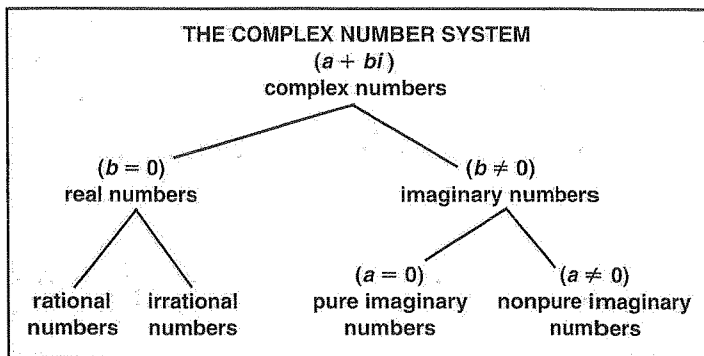 THE COMPLEX NUMBER SYSTEM
(a + bi)
complex numbers
(b = 0)
real numbers
(b ≠ 0)
imaginary numbers
rational
numbers
irrational
numbers
(a = 0)
pure imaginary
numbers
(a ≠ 0)
nonpure imaginary
numbers